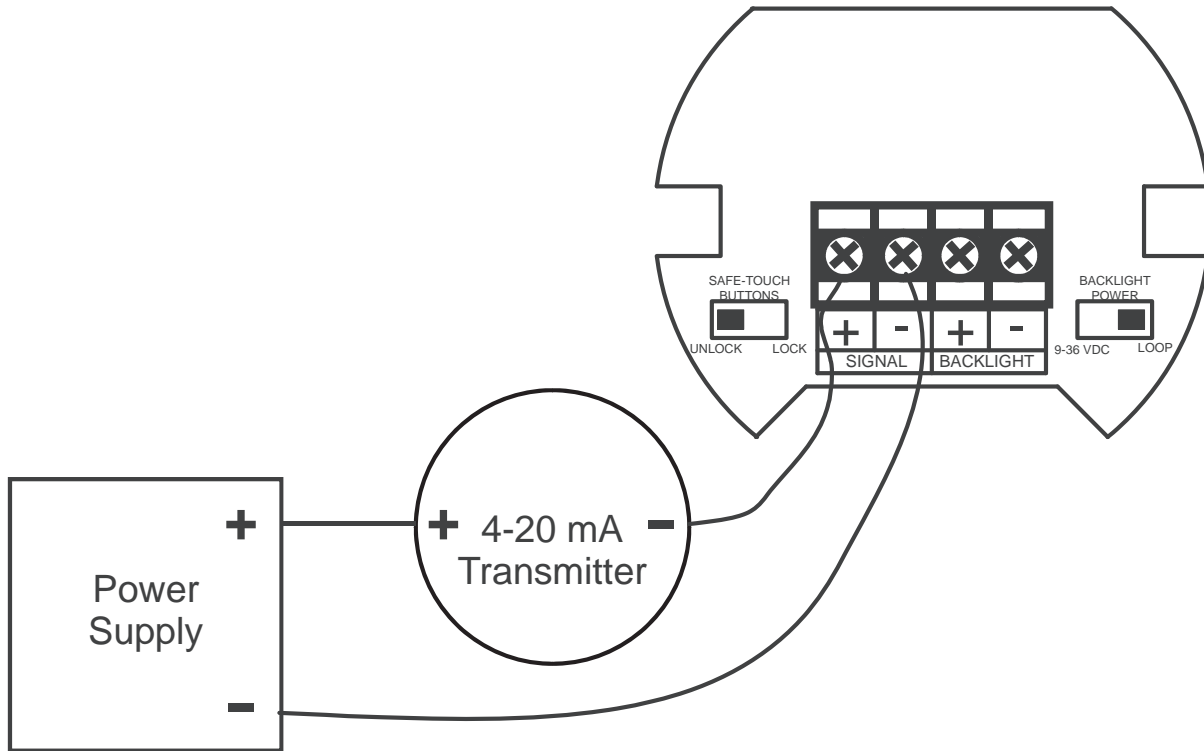 SAFE-TOUCH
BUTTONS
UNLOCK LOCK
+ - + -
SIGNAL BACKLIGHT
BACKLIGHT
POWER
9-36 VDC LOOP
Power
Supply
+
-
+ 4-20 mA -
Transmitter